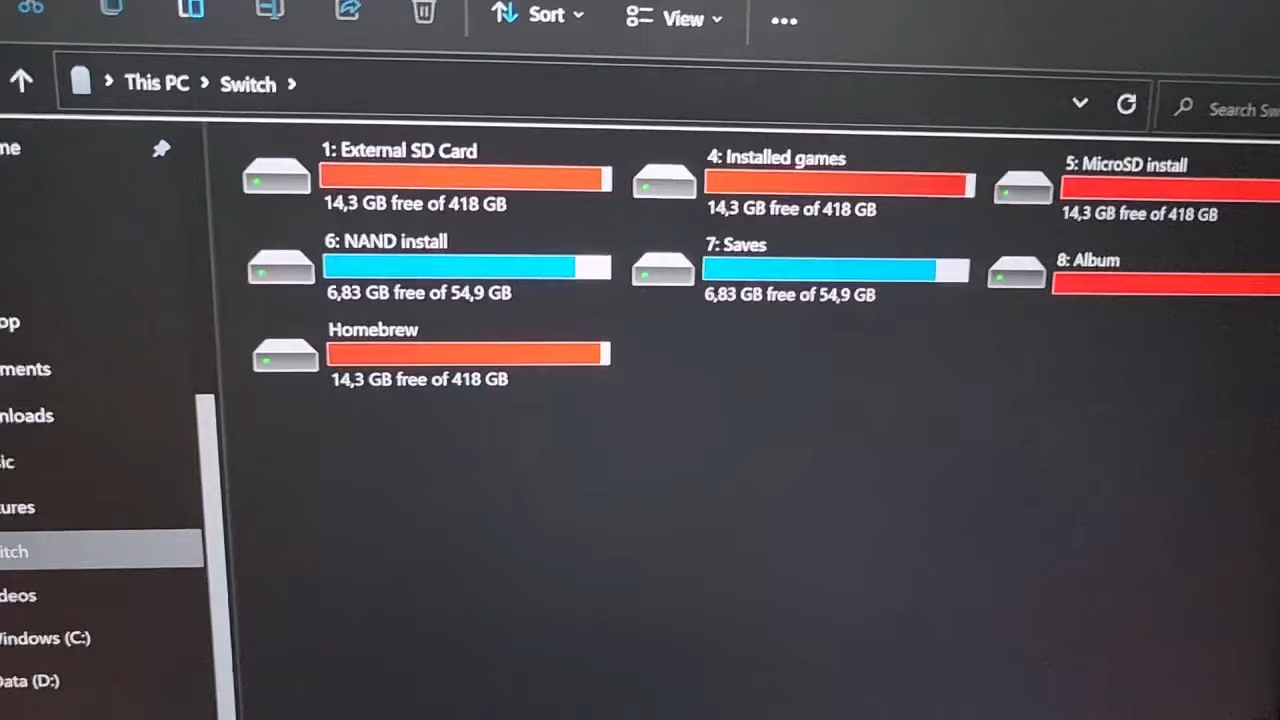 Sort
View
This PC
Switch
Search Sw
me
1: External SD Card
14,3 GB free of 418 GB
4: Installed games
14,3 GB free of 418 GB
5: MicroSD install
14,3 GB free of 418 GB
6: NAND install
6,83 GB free of 54,9 GB
7: Saves
6,83 GB free of 54,9 GB
8: Album
Homebrew
14,3 GB free of 418 GB
op
ments
nloads
ic
ures
itch
deos
Windows (C:)
Data (D:)